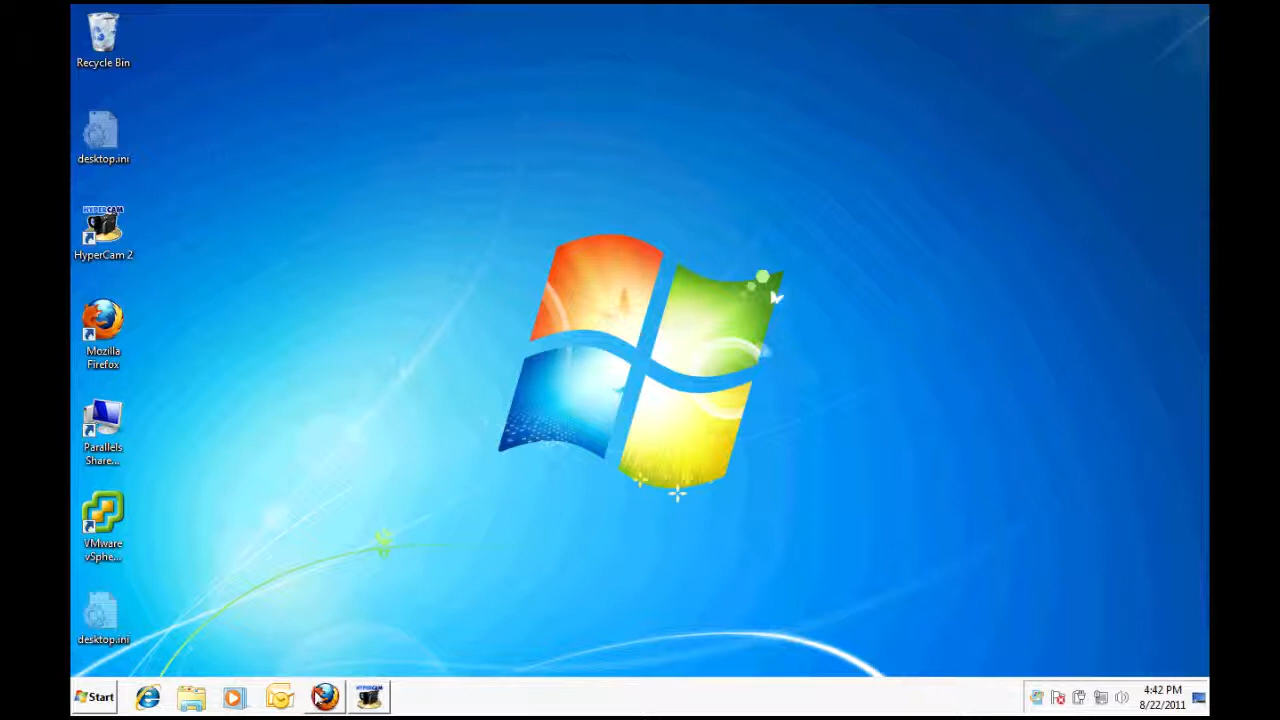 Recycle Bin
desktop.ini
HYPERCAM
HyperCam 2
Mozilla
Firefox
Parallels
Share...
VMware
vSphe...
desktop.ini
Start
HYPERCAM
4:42 PM
8/22/2011